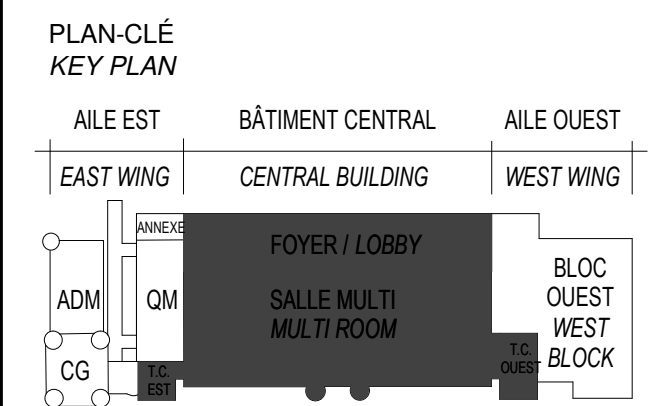 PLAN-CLÉ
KEY PLAN
AILE EST
BÂTIMENT CENTRAL
AILE OUEST
EAST WING
CENTRAL BUILDING
WEST WING
ANNEXE
FOYER / LOBBY
ADM
QM
SALLE MULTI
MULTI ROOM
BLOC
OUEST
WEST
BLOCK
CG
T.C.
EST
T.C.
OUEST